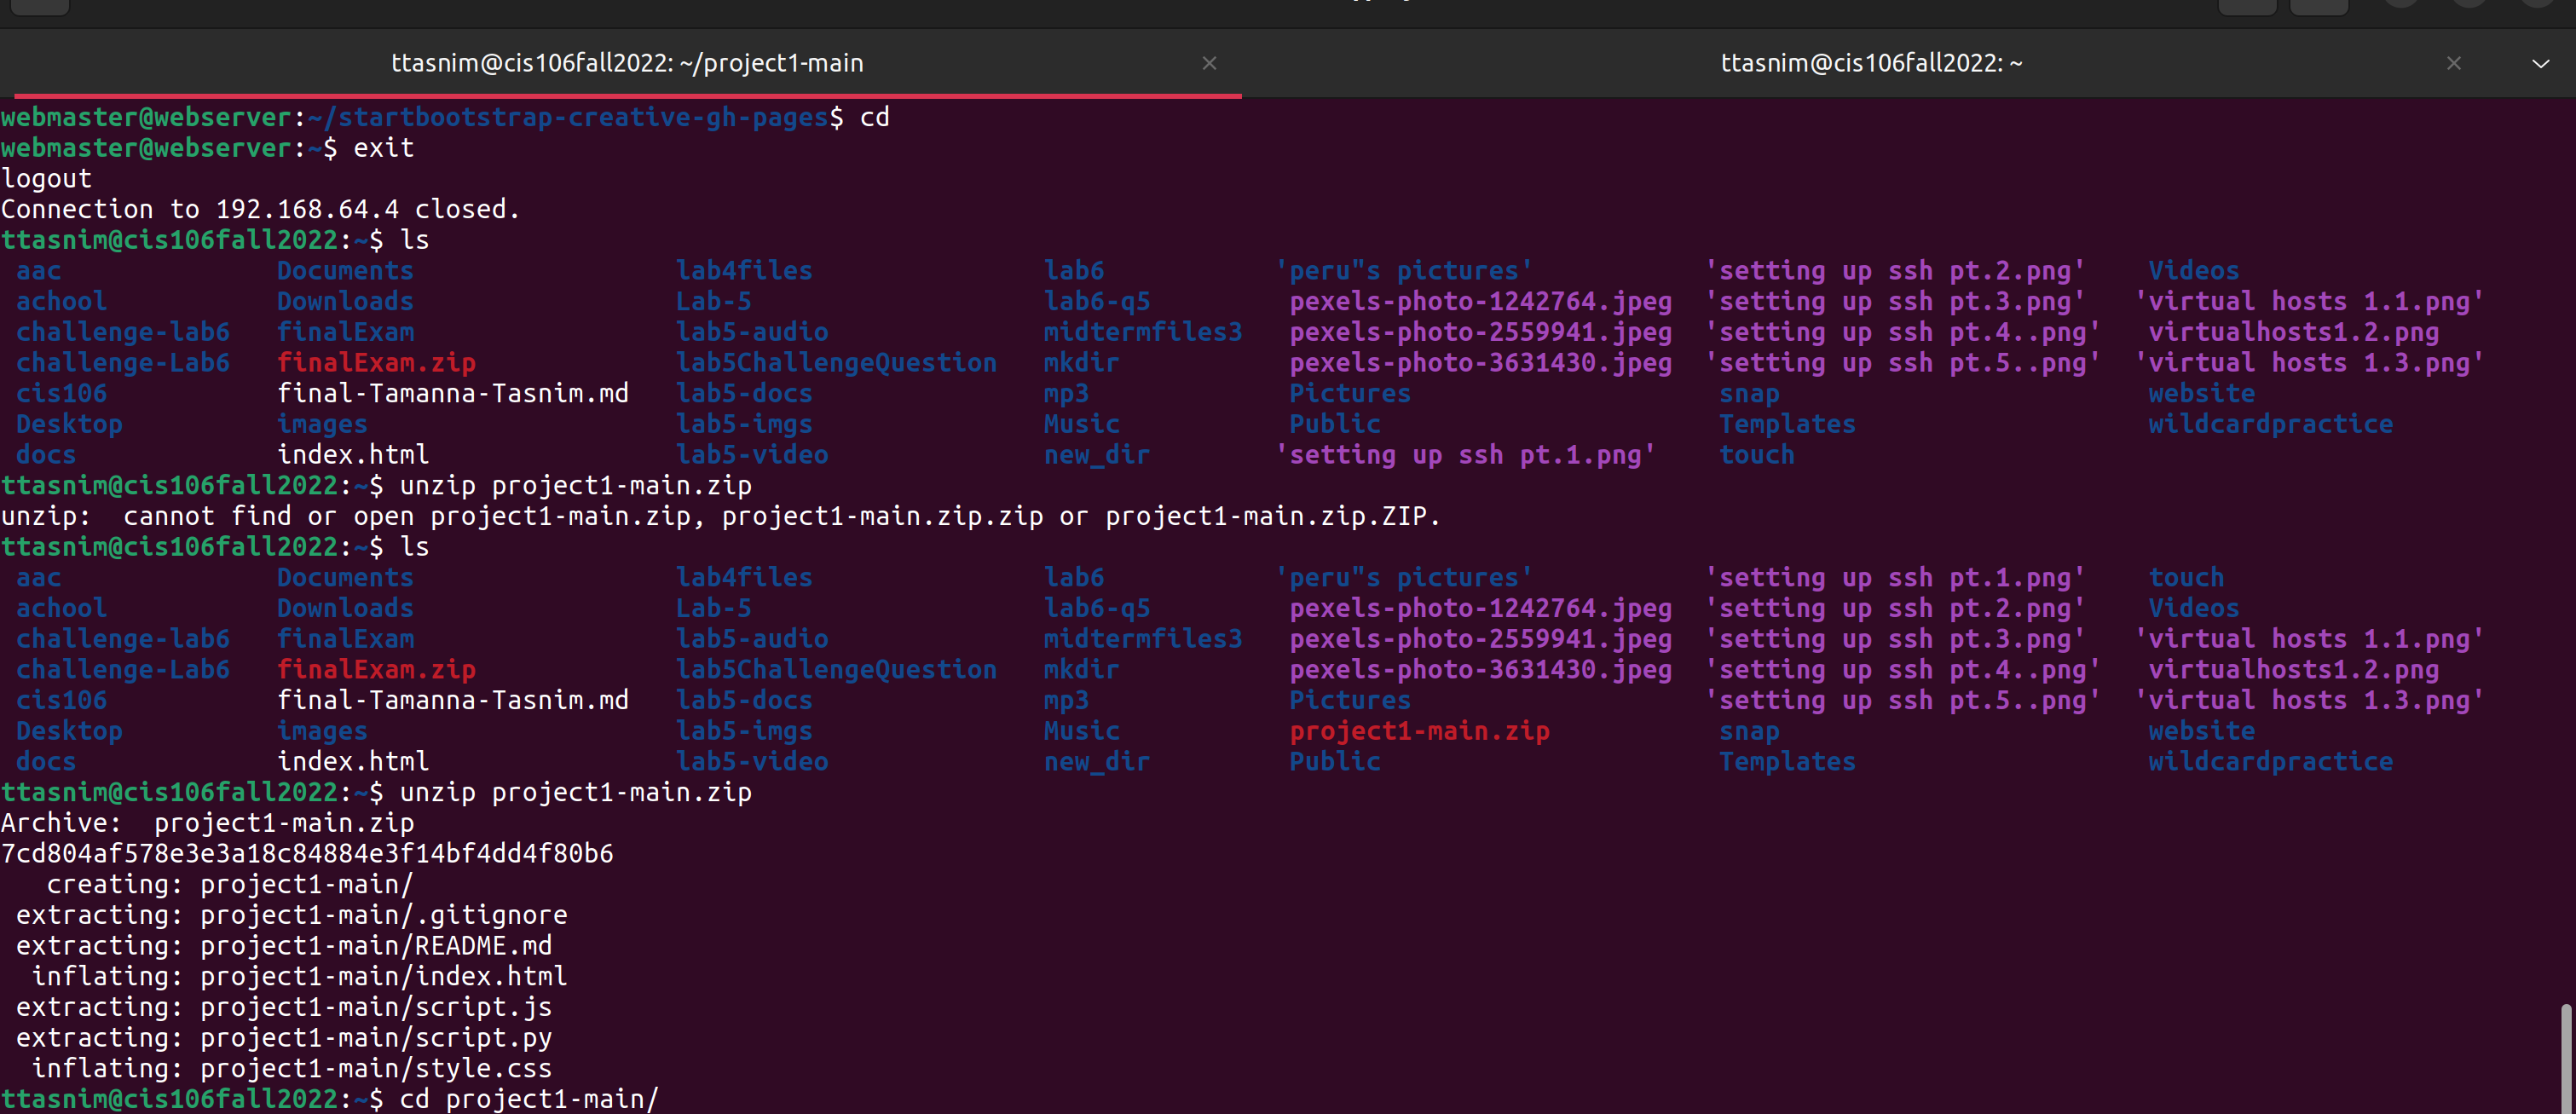 ttasnim@cis106fall2022: ~/project1-main × ttasnim@cis106fall2022: ~ ×
webmaster@webserver:~/startbootstrap-creative-gh-pages$ cd
webmaster@webserver:~$ exit
logout
Connection to 192.168.64.4 closed.
ttasnim@cis106fall2022:~$ ls
aac Documents lab4files lab6 'peru"s pictures' 'setting up ssh pt.2.png' Videos
achool Downloads Lab-5 lab6-q5 pexels-photo-1242764.jpeg 'setting up ssh pt.3.png' 'virtual hosts 1.1.png'
challenge-lab6 finalExam lab5-audio midtermfiles3 pexels-photo-2559941.jpeg 'setting up ssh pt.4..png' virtualhosts1.2.png
challenge-Lab6 finalExam.zip lab5ChallengeQuestion mkdir pexels-photo-3631430.jpeg 'setting up ssh pt.5..png' 'virtual hosts 1.3.png'
cis106 final-Tamanna-Tasnim.md lab5-docs mp3 Pictures snap website
Desktop images lab5-imgs Music Public Templates wildcardpractice
docs index.html lab5-video new_dir 'setting up ssh pt.1.png' touch
ttasnim@cis106fall2022:~$ unzip project1-main.zip
unzip:  cannot find or open project1-main.zip, project1-main.zip.zip or project1-main.zip.ZIP.
ttasnim@cis106fall2022:~$ ls
aac Documents lab4files lab6 'peru"s pictures' 'setting up ssh pt.1.png' touch
achool Downloads Lab-5 lab6-q5 pexels-photo-1242764.jpeg 'setting up ssh pt.2.png' Videos
challenge-lab6 finalExam lab5-audio midtermfiles3 pexels-photo-2559941.jpeg 'setting up ssh pt.3.png' 'virtual hosts 1.1.png'
challenge-Lab6 finalExam.zip lab5ChallengeQuestion mkdir pexels-photo-3631430.jpeg 'setting up ssh pt.4..png' virtualhosts1.2.png
cis106 final-Tamanna-Tasnim.md lab5-docs mp3 Pictures 'setting up ssh pt.5..png' 'virtual hosts 1.3.png'
Desktop images lab5-imgs Music project1-main.zip snap website
docs index.html lab5-video new_dir Public Templates wildcardpractice
ttasnim@cis106fall2022:~$ unzip project1-main.zip
Archive:  project1-main.zip
7cd804af578e3e3a18c84884e3f14bf4dd4f80b6
creating: project1-main/
extracting: project1-main/.gitignore
extracting: project1-main/README.md
inflating: project1-main/index.html
extracting: project1-main/script.js
extracting: project1-main/script.py
inflating: project1-main/style.css
ttasnim@cis106fall2022:~$ cd project1-main/